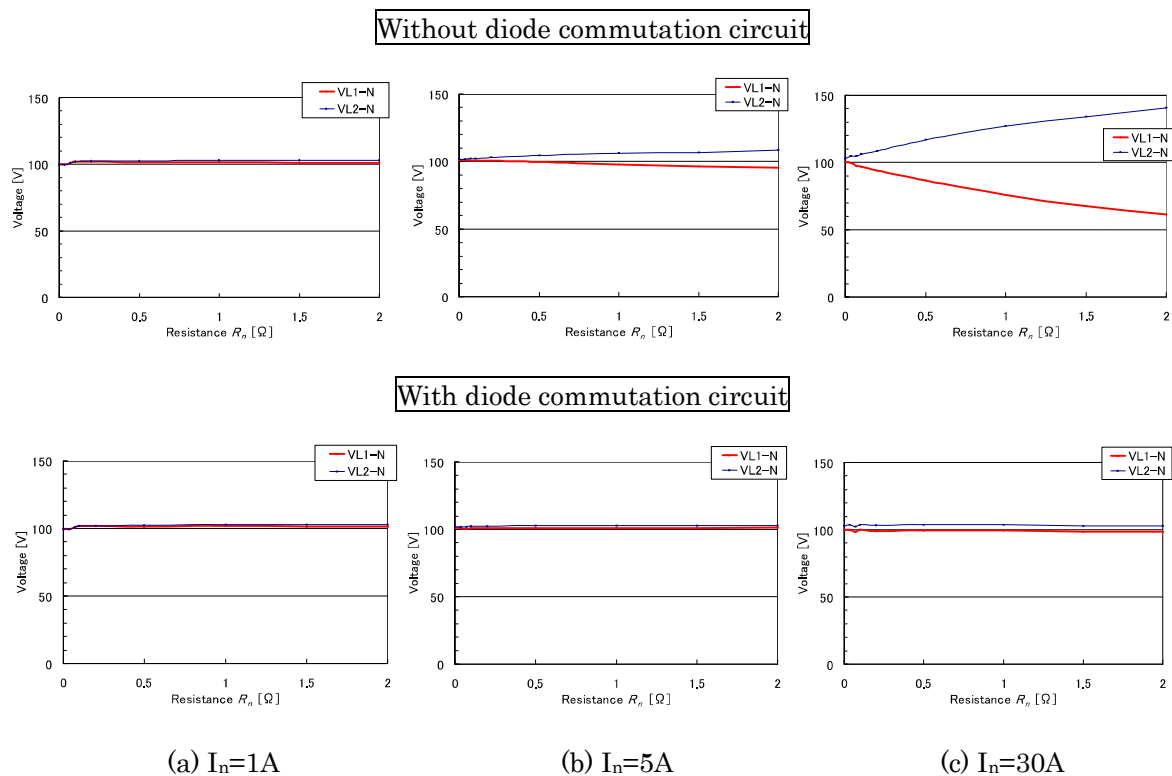 Without diode commutation circuit
VL1-N
VL2-N
150
100
50
0
Voltage [V]
0 0.5 1 1.5 2
Resistance Rn [Ω]
VL1-N
VL2-N
150
100
50
0
Voltage [V]
0 0.5 1 1.5 2
Resistance Rn [Ω]
VL1-N
VL2-N
150
100
50
0
Voltage [V]
0 0.5 1 1.5 2
Resistance Rn [Ω]
With diode commutation circuit
VL1-N
VL2-N
150
100
50
0
Voltage [V]
0 0.5 1 1.5 2
Resistance Rn [Ω]
VL1-N
VL2-N
150
100
50
0
Voltage [V]
0 0.5 1 1.5 2
Resistance Rn [Ω]
VL1-N
VL2-N
150
100
50
0
Voltage [V]
0 0.5 1 1.5 2
Resistance Rn [Ω]
(a) In=1A
(b) In=5A
(c) In=30A